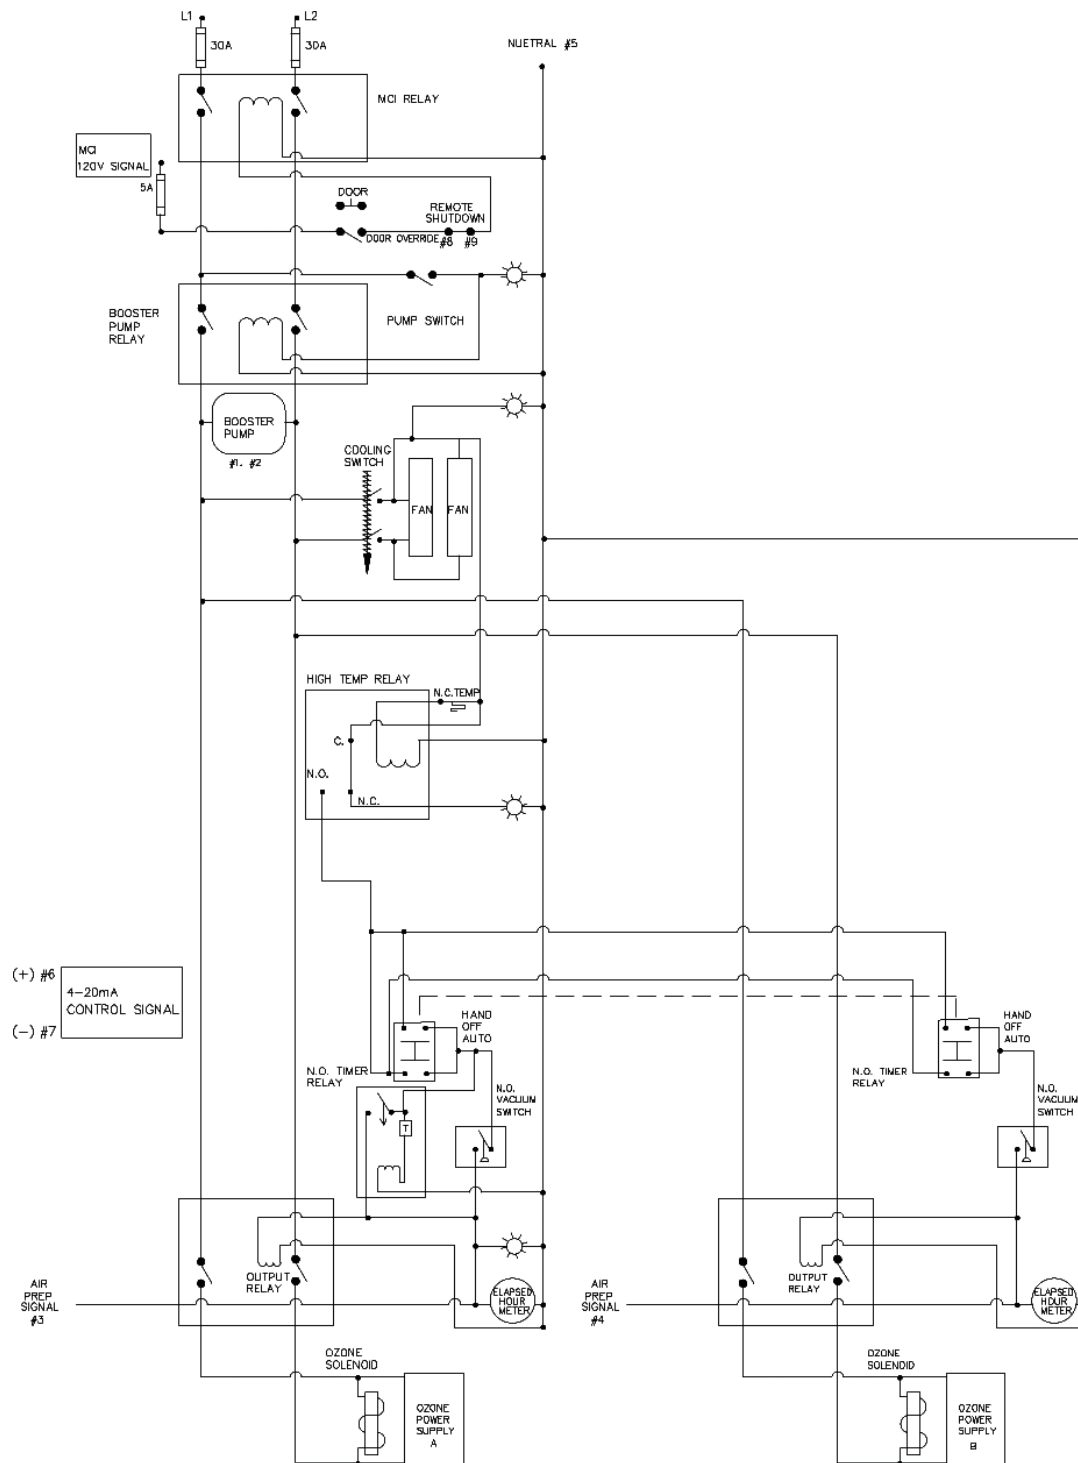 L1
L2
30A
30A
NUETRAL #5
MCI RELAY
MCI
120V SIGNAL
5A
DOOR
REMOTE
SHUTDOWN
DOOR OVERRIDE
#8
#9
BOOSTER
PUMP
RELAY
PUMP SWITCH
BOOSTER
PUMP
#1, #2
COOLING
SWITCH
FAN
FAN
HIGH TEMP RELAY
N.C.TEMP
C.
N.O.
N.C.
(+) #6
4-20mA
CONTROL SIGNAL
(-) #7
HAND
OFF
AUTO
HAND
OFF
AUTO
N.O. TIMER
RELAY
N.O. TIMER
RELAY
N.O.
VACUUM
SWITCH
N.O.
VACUUM
SWITCH
T
OUTPUT
RELAY
OUTPUT
RELAY
AIR
PREP
SIGNAL
#3
ELAPSED
HOUR
METER
AIR
PREP
SIGNAL
#4
ELAPSED
HOUR
METER
OZONE
SOLENOID
OZONE
SOLENOID
OZONE
POWER
SUPPLY
A
OZONE
POWER
SUPPLY
B